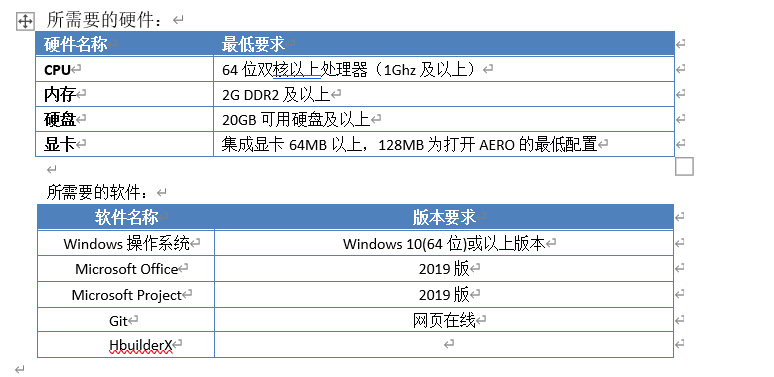 所需要的硬件：
硬件名称 最低要求
CPU 64 位双核以上处理器（1Ghz 及以上）
内存 2G DDR2 及以上
硬盘 20GB 可用硬盘及以上
显卡 集成显卡 64MB 以上，128MB 为打开 AERO 的最低配置
所需要的软件：
软件名称 版本要求
Windows 操作系统 Windows 10(64 位)或以上版本
Microsoft Office 2019 版
Microsoft Project 2019 版
Git 网页在线
HbuilderX